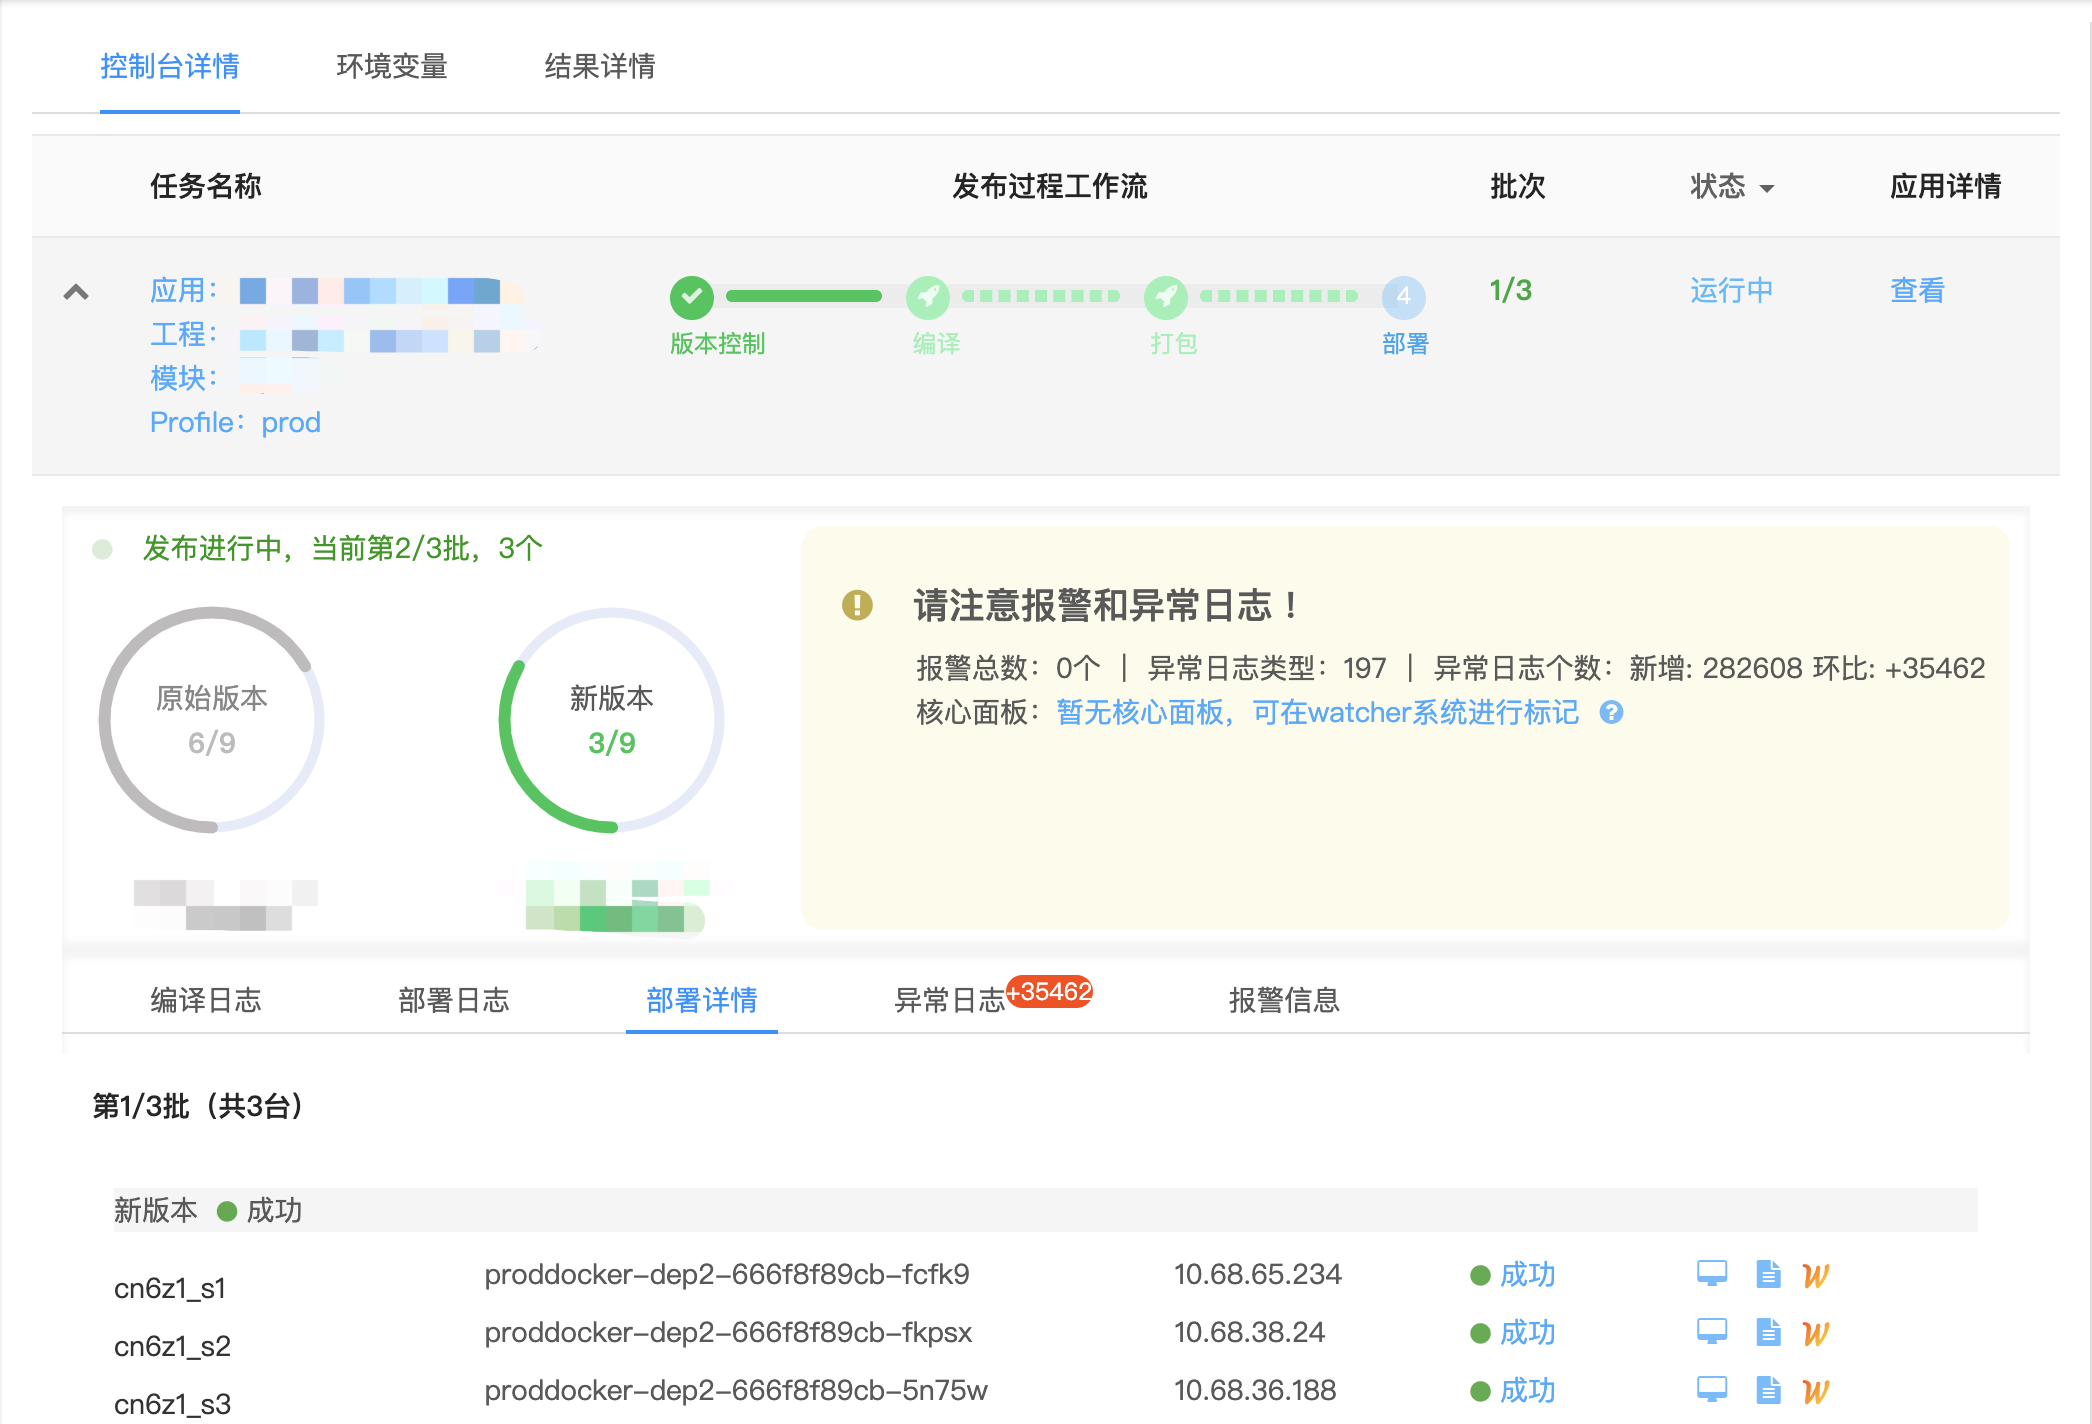 控制台详情 环境变量 结果详情
任务名称 发布过程工作流 批次 状态 应用详情
应用： 4 1/3 运行中 查看
工程：
版本控制 编译 打包 部署
模块：
Profile： prod
发布进行中，当前第2/3批，3个
请注意报警和异常日志！
报警总数：0个 | 异常日志类型：197 | 异常日志个数：新增: 282608 环比: +35462
核心面板：暂无核心面板，可在watcher系统进行标记 ?
原始版本
6/9
新版本
3/9
编译日志 部署日志 部署详情 异常日志 +35462 报警信息
第1/3批（共3台）
新版本 成功
cn6z1_s1 proddocker-dep2-666f8f89cb-fcfk9 10.68.65.234 成功 W
cn6z1_s2 proddocker-dep2-666f8f89cb-fkpsx 10.68.38.24 成功 W
cn6z1_s3 proddocker-dep2-666f8f89cb-5n75w 10.68.36.188 成功 W